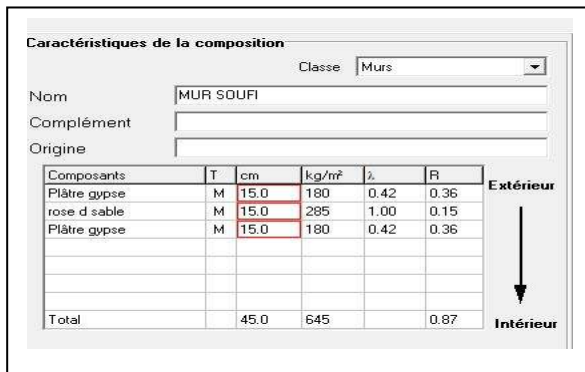 Caractéristiques de la composition
Classe Murs
Nom MUR SOUFI
Complément
Origine
Composants T cm kg/m² λ R
Extérieur
Plâtre gypse M 15.0 180 0.42 0.36
rose d sable M 15.0 285 1.00 0.15
Plâtre gypse M 15.0 180 0.42 0.36
Total 45.0 645 0.87
Intérieur